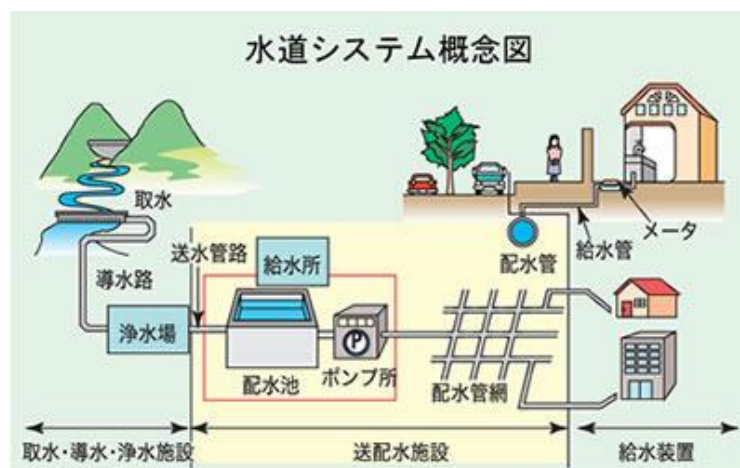 水道システム概念図
取水
導水路
浄水場
送水管路
給水所
配水池
P
ポンプ所
配水管網
配水管
給水管
メータ
取水・導水・浄水施設
送配水施設
給水装置